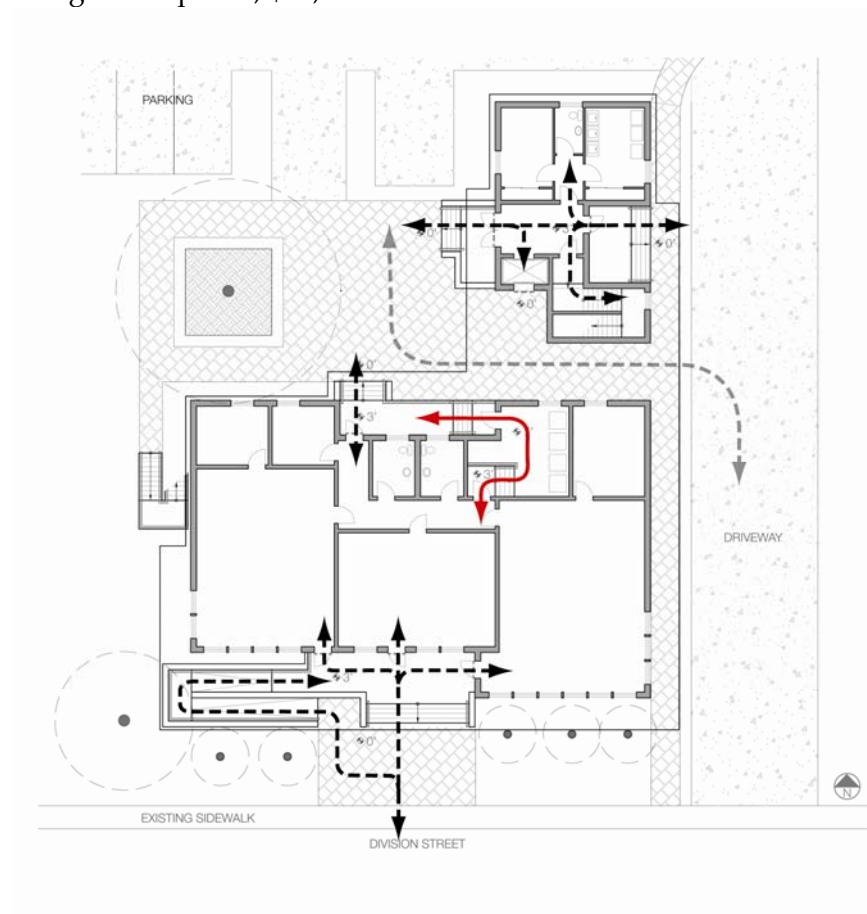 PARKING
0'
3'
0'
0'
0'
3'
3'
DRIVEWAY
3'
0'
N
EXISTING SIDEWALK
DIVISION STREET